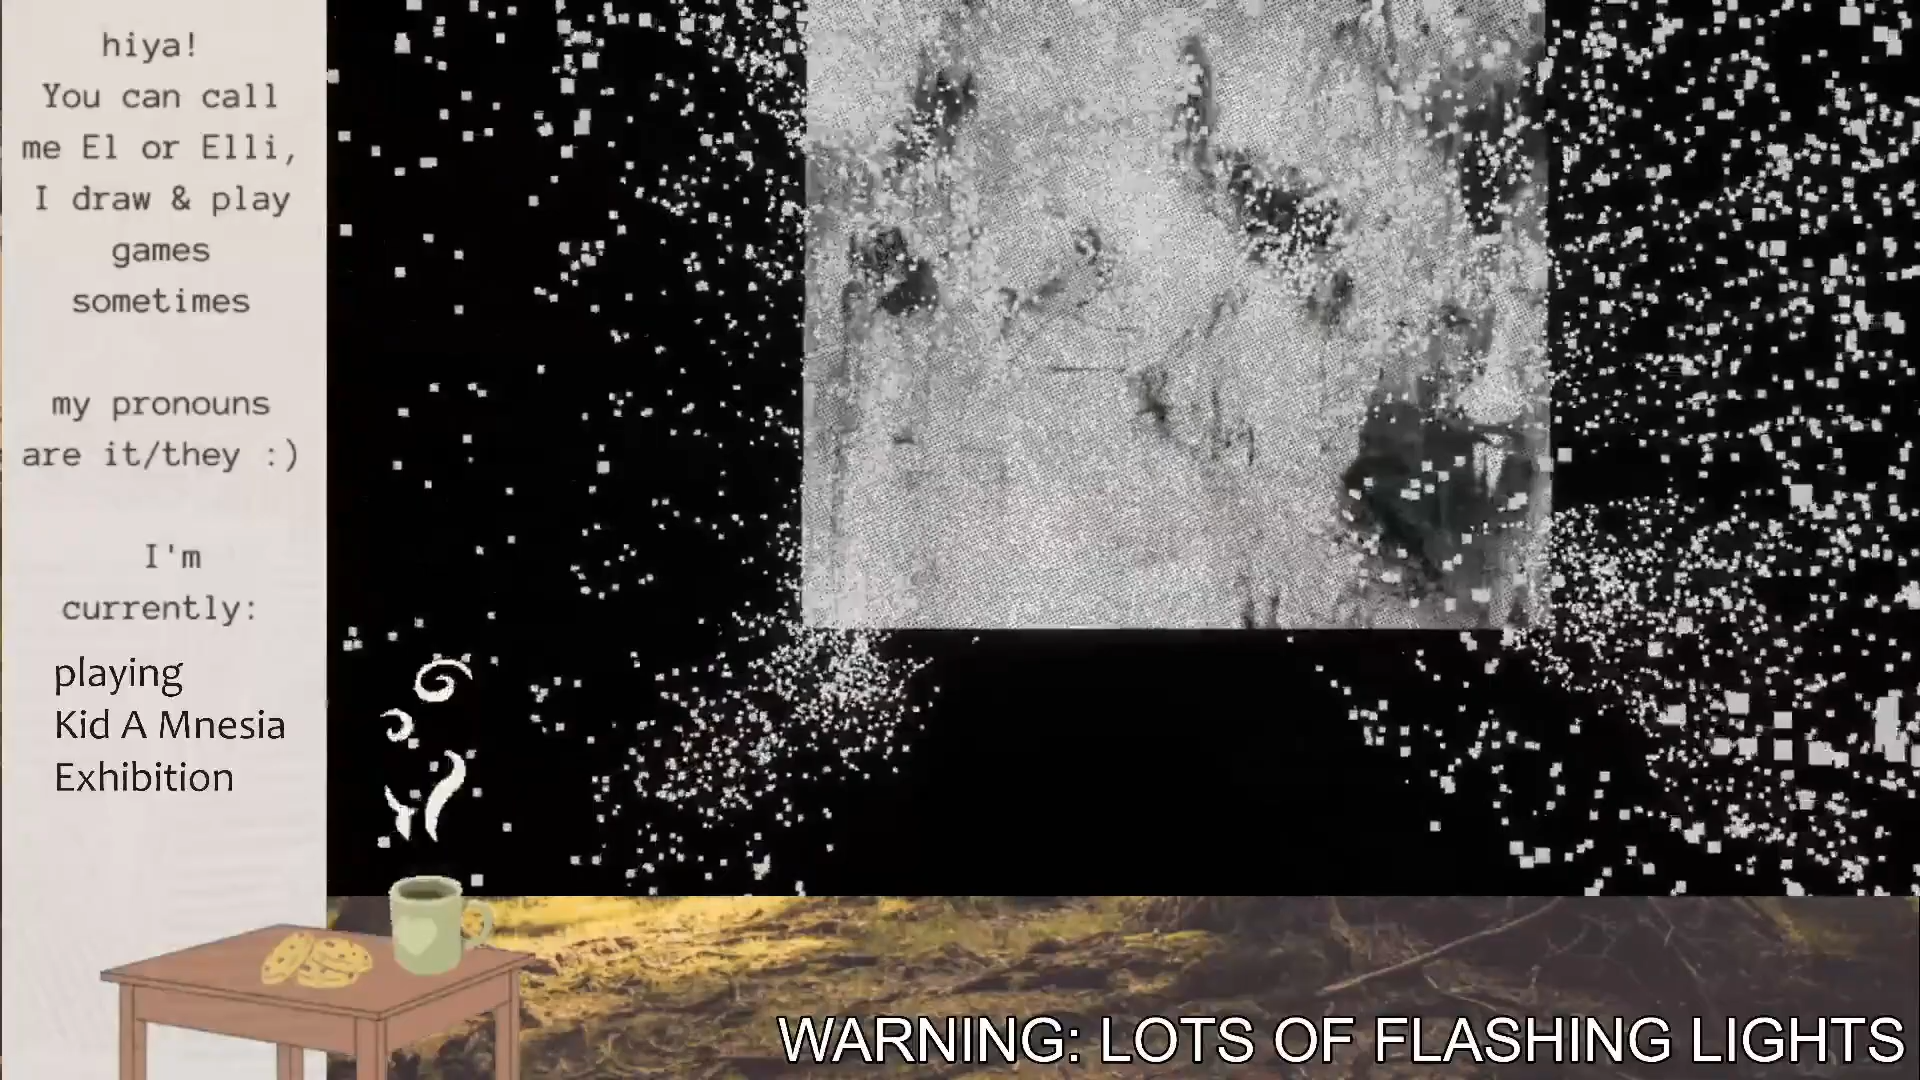 hiya!
You can call
me El or Elli,
I draw & play
games
sometimes
my pronouns
are it/they :)
I'm
currently:
playing
Kid A Mnesia
Exhibition
WARNING: LOTS OF FLASHING LIGHTS